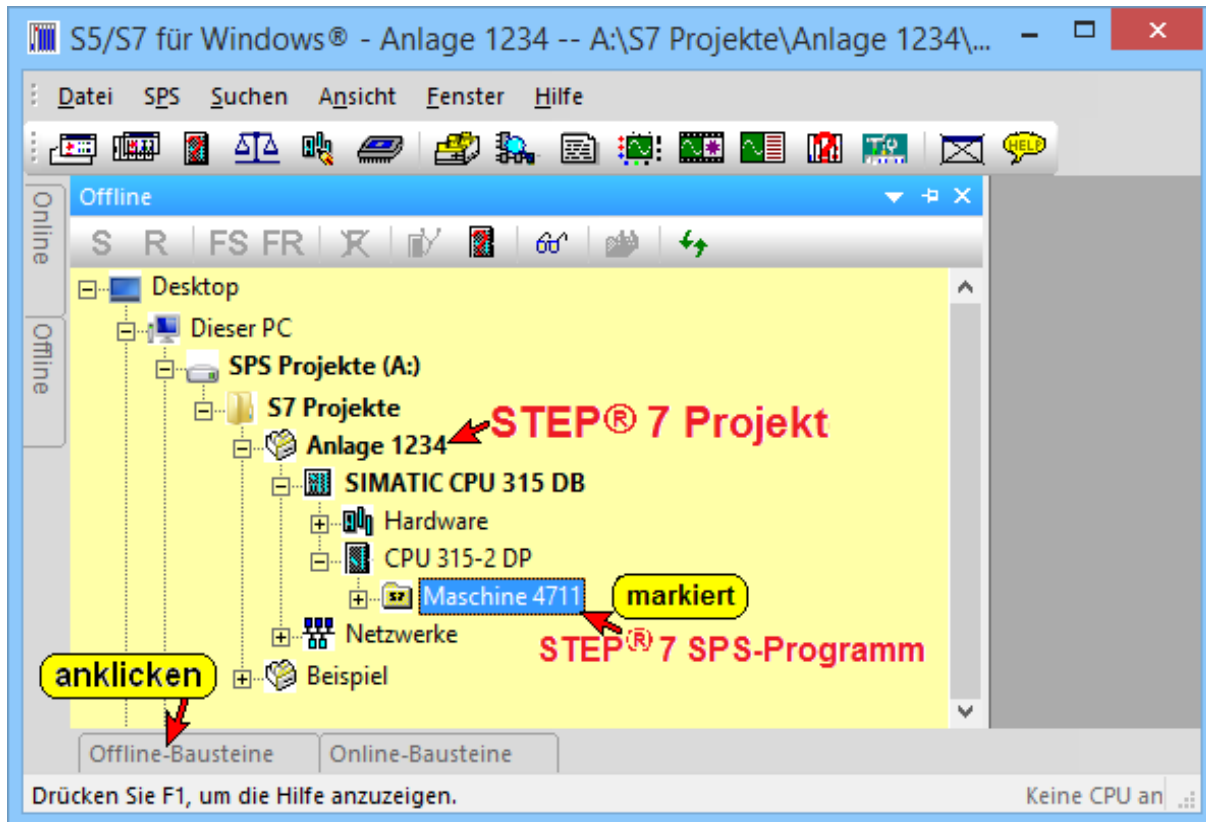 S5/S7 für Windows® - Anlage 1234 -- A:\S7 Projekte\Anlage 1234\...
Datei SPS Suchen Ansicht Fenster Hilfe
HELP
Online
Offline
Offline
S R FS FR
Desktop
Dieser PC
SPS Projekte (A:)
S7 Projekte
Anlage 1234
STEP® 7 Projekt
SIMATIC CPU 315 DB
Hardware
CPU 315-2 DP
S7 Maschine 4711
markiert
Netzwerke
STEP® 7 SPS-Programm
anklicken
Beispiel
Offline-Bausteine Online-Bausteine
Drücken Sie F1, um die Hilfe anzuzeigen. Keine CPU an